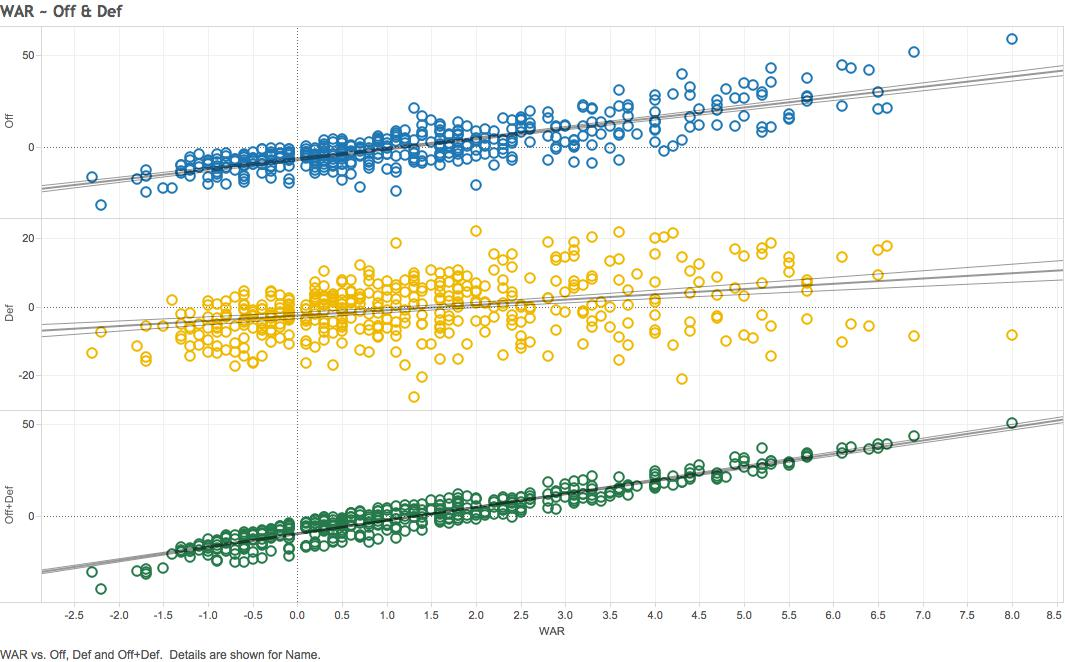 WAR ~ Off & Def
50
0
Off
20
0
-20
Def
50
0
Off+Def
-2.5 -2.0 -1.5 -1.0 -0.5 0.0 0.5 1.0 1.5 2.0 2.5 3.0 3.5 4.0 4.5 5.0 5.5 6.0 6.5 7.0 7.5 8.0 8.5
WAR
WAR vs. Off, Def and Off+Def. Details are shown for Name.